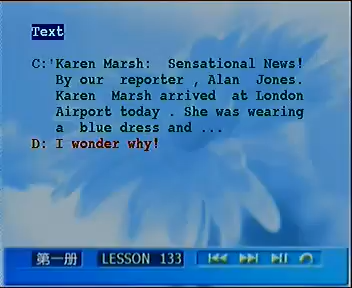 Text
C:'Karen Marsh: Sensational News!
By our reporter , Alan Jones.
Karen Marsh arrived at London
Airport today . She was wearing
a blue dress and ...
D: I wonder why!
第一册 LESSON 133